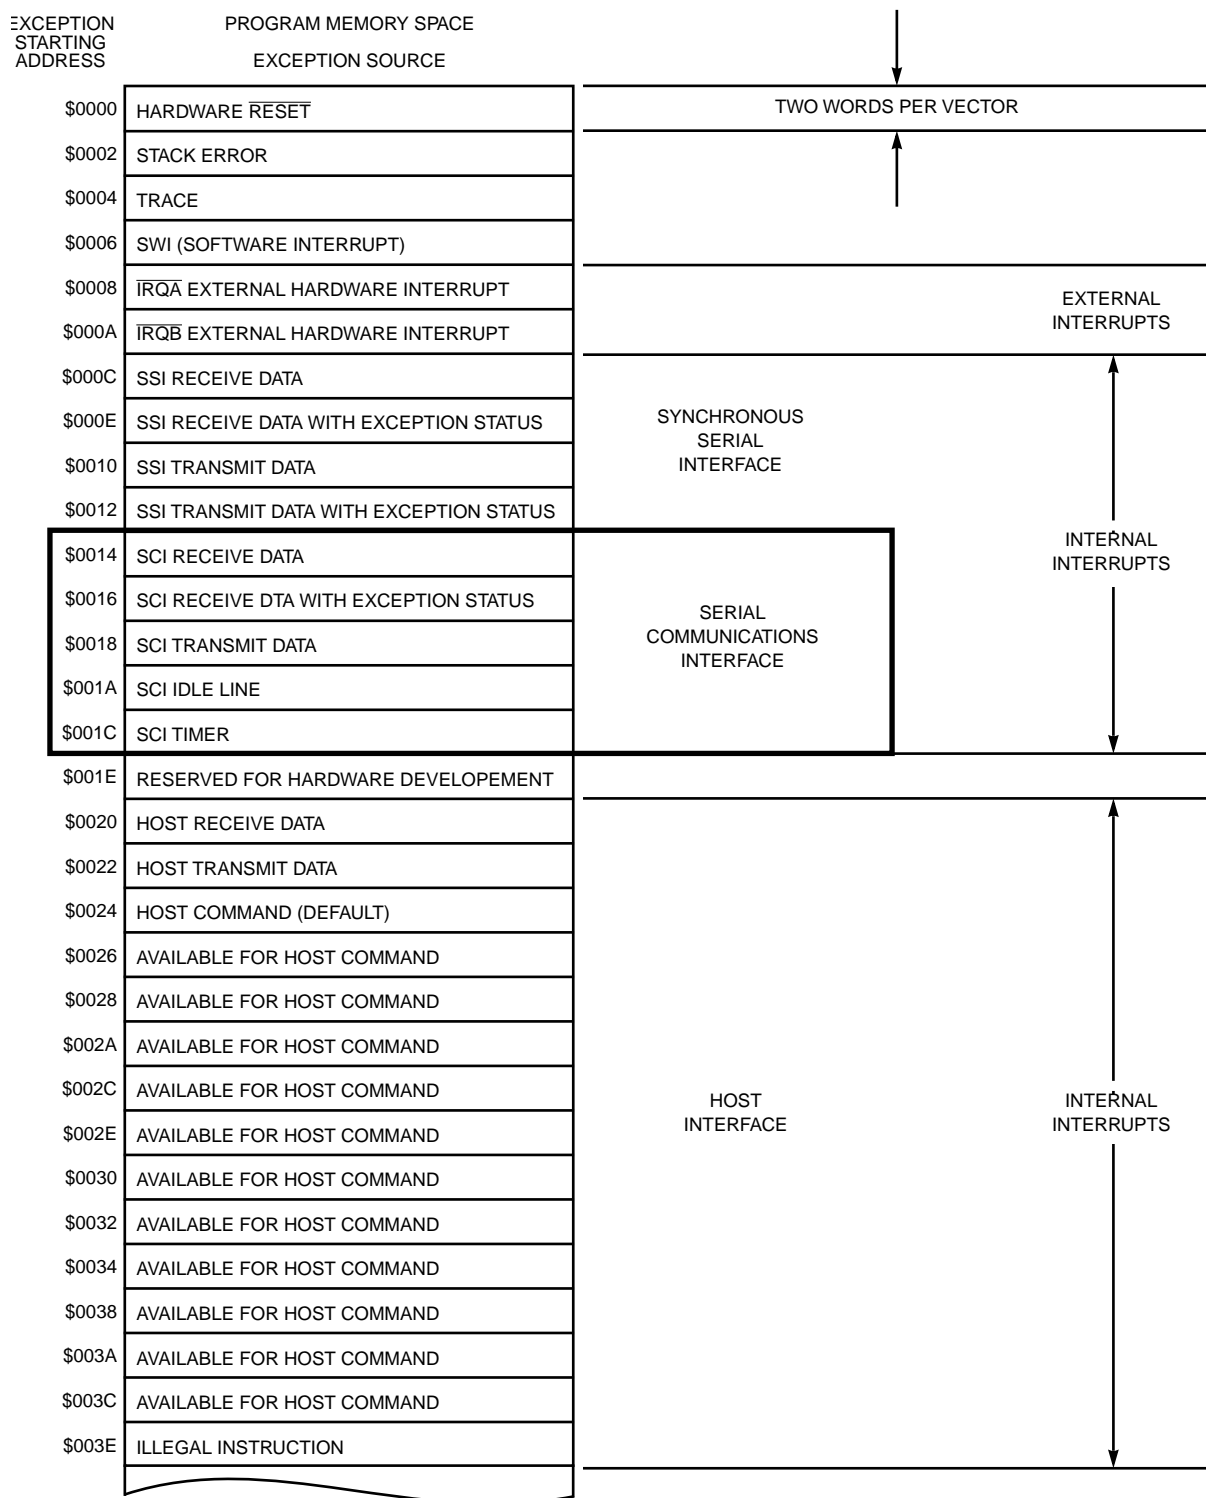 EXCEPTION
STARTING
ADDRESS
PROGRAM MEMORY SPACE
EXCEPTION SOURCE
$0000 HARDWARE RESET
TWO WORDS PER VECTOR
$0002 STACK ERROR
$0004 TRACE
$0006 SWI (SOFTWARE INTERRUPT)
$0008 IRQA EXTERNAL HARDWARE INTERRUPT
$000A IRQB EXTERNAL HARDWARE INTERRUPT
EXTERNAL
INTERRUPTS
$000C SSI RECEIVE DATA
$000E SSI RECEIVE DATA WITH EXCEPTION STATUS
$0010 SSI TRANSMIT DATA
$0012 SSI TRANSMIT DATA WITH EXCEPTION STATUS
SYNCHRONOUS
SERIAL
INTERFACE
$0014 SCI RECEIVE DATA
$0016 SCI RECEIVE DTA WITH EXCEPTION STATUS
$0018 SCI TRANSMIT DATA
$001A SCI IDLE LINE
$001C SCI TIMER
SERIAL
COMMUNICATIONS
INTERFACE
INTERNAL
INTERRUPTS
$001E RESERVED FOR HARDWARE DEVELOPEMENT
$0020 HOST RECEIVE DATA
$0022 HOST TRANSMIT DATA
$0024 HOST COMMAND (DEFAULT)
$0026 AVAILABLE FOR HOST COMMAND
$0028 AVAILABLE FOR HOST COMMAND
$002A AVAILABLE FOR HOST COMMAND
$002C AVAILABLE FOR HOST COMMAND
$002E AVAILABLE FOR HOST COMMAND
$0030 AVAILABLE FOR HOST COMMAND
$0032 AVAILABLE FOR HOST COMMAND
$0034 AVAILABLE FOR HOST COMMAND
$0038 AVAILABLE FOR HOST COMMAND
$003A AVAILABLE FOR HOST COMMAND
$003C AVAILABLE FOR HOST COMMAND
$003E ILLEGAL INSTRUCTION
HOST
INTERFACE
INTERNAL
INTERRUPTS